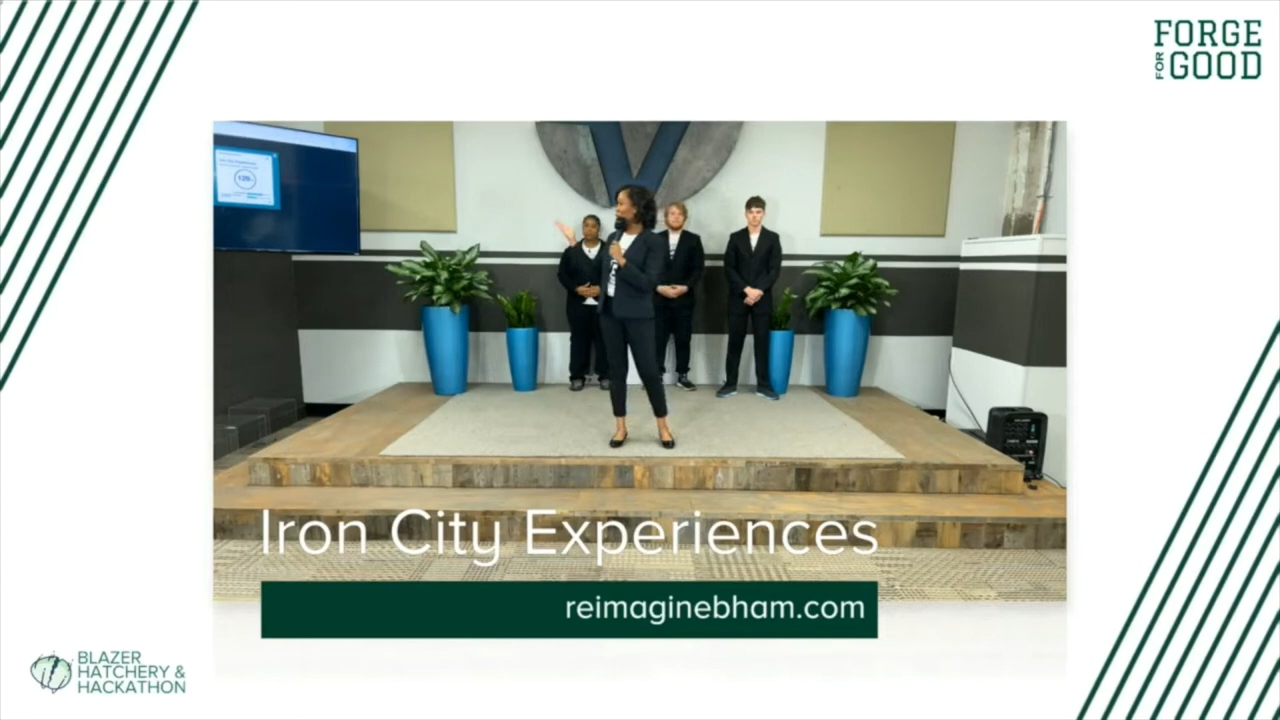 FORGE
FOR
GOOD
Iron City Experiences
reimaginebham.com
BLAZER
HATCHERY &
HACKATHON